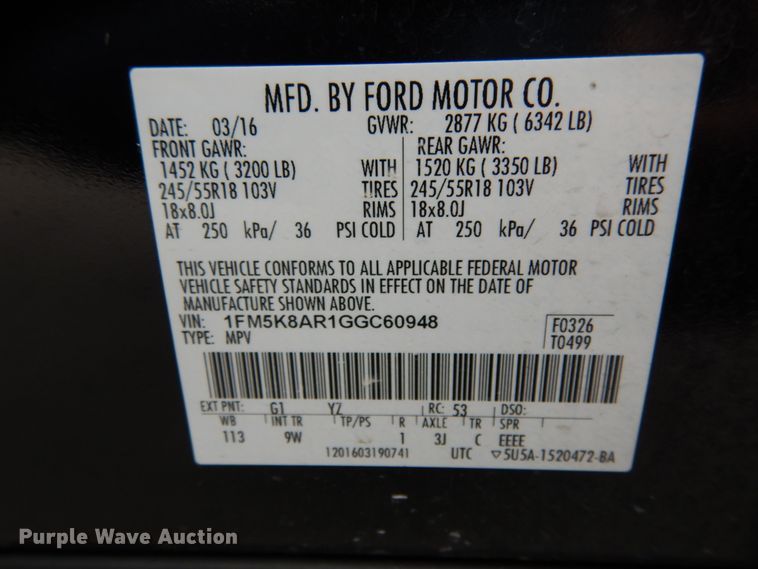 MFD. BY FORD MOTOR CO.
DATE: 03/16 GVWR: 2877 KG ( 6342 LB)
FRONT GAWR: REAR GAWR:
1452 KG ( 3200 LB) WITH 1520 KG ( 3350 LB) WITH
245/55R18 103V TIRES 245/55R18 103V TIRES
18x8.0J RIMS 18x8.0J RIMS
AT 250 kPa/ 36 PSI COLD AT 250 kPa/ 36 PSI COLD
THIS VEHICLE CONFORMS TO ALL APPLICABLE FEDERAL MOTOR
VEHICLE SAFETY STANDARDS IN EFFECT ON THE DATE OF
MANUFACTURE SHOWN ABOVE.
VIN: 1FM5K8AR1GGC60948 F0326
TYPE: MPV T0499
EXT PNT: G1 YZ RC: 53 DSO:
WB INT TR TP/PS R AXLE TR SPR
113 9W 1 3J C EEEE
1201603190741 UTC ▽5U5A-1520472-BA
Purple Wave Auction